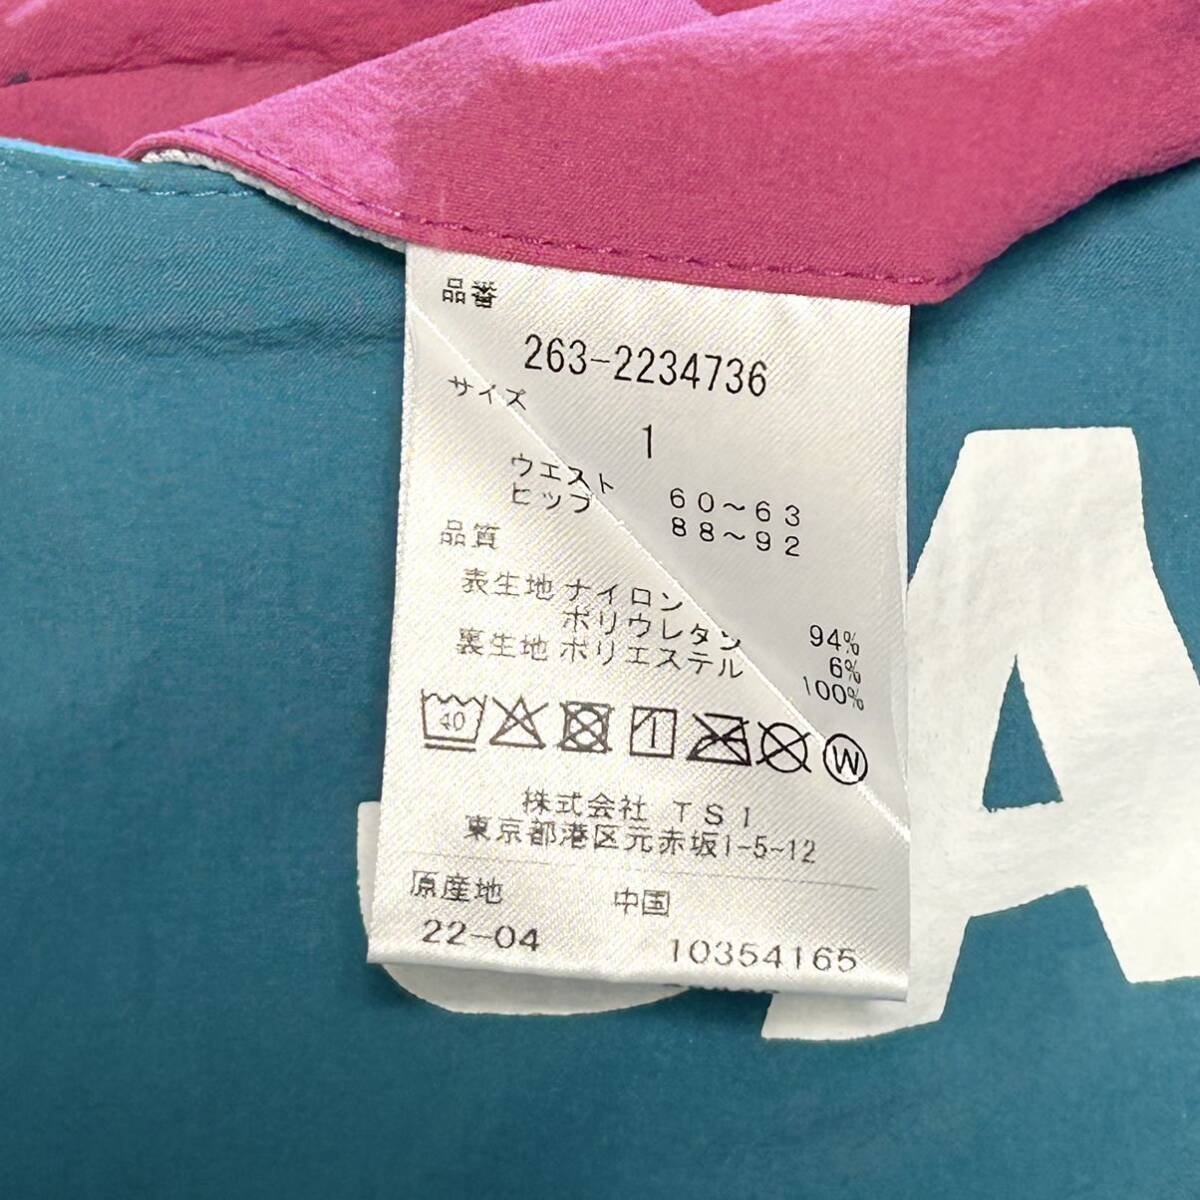 品番
263-2234736
サイズ
1
ウエスト 60~63
ヒップ 88~92
品質
表生地 ナイロン 94%
ポリウレタン 6%
裏生地 ポリエステル 100%
40 W
株式会社 TSI
東京都港区元赤坂1-5-12
原産地 中国
22-04 10354165
A